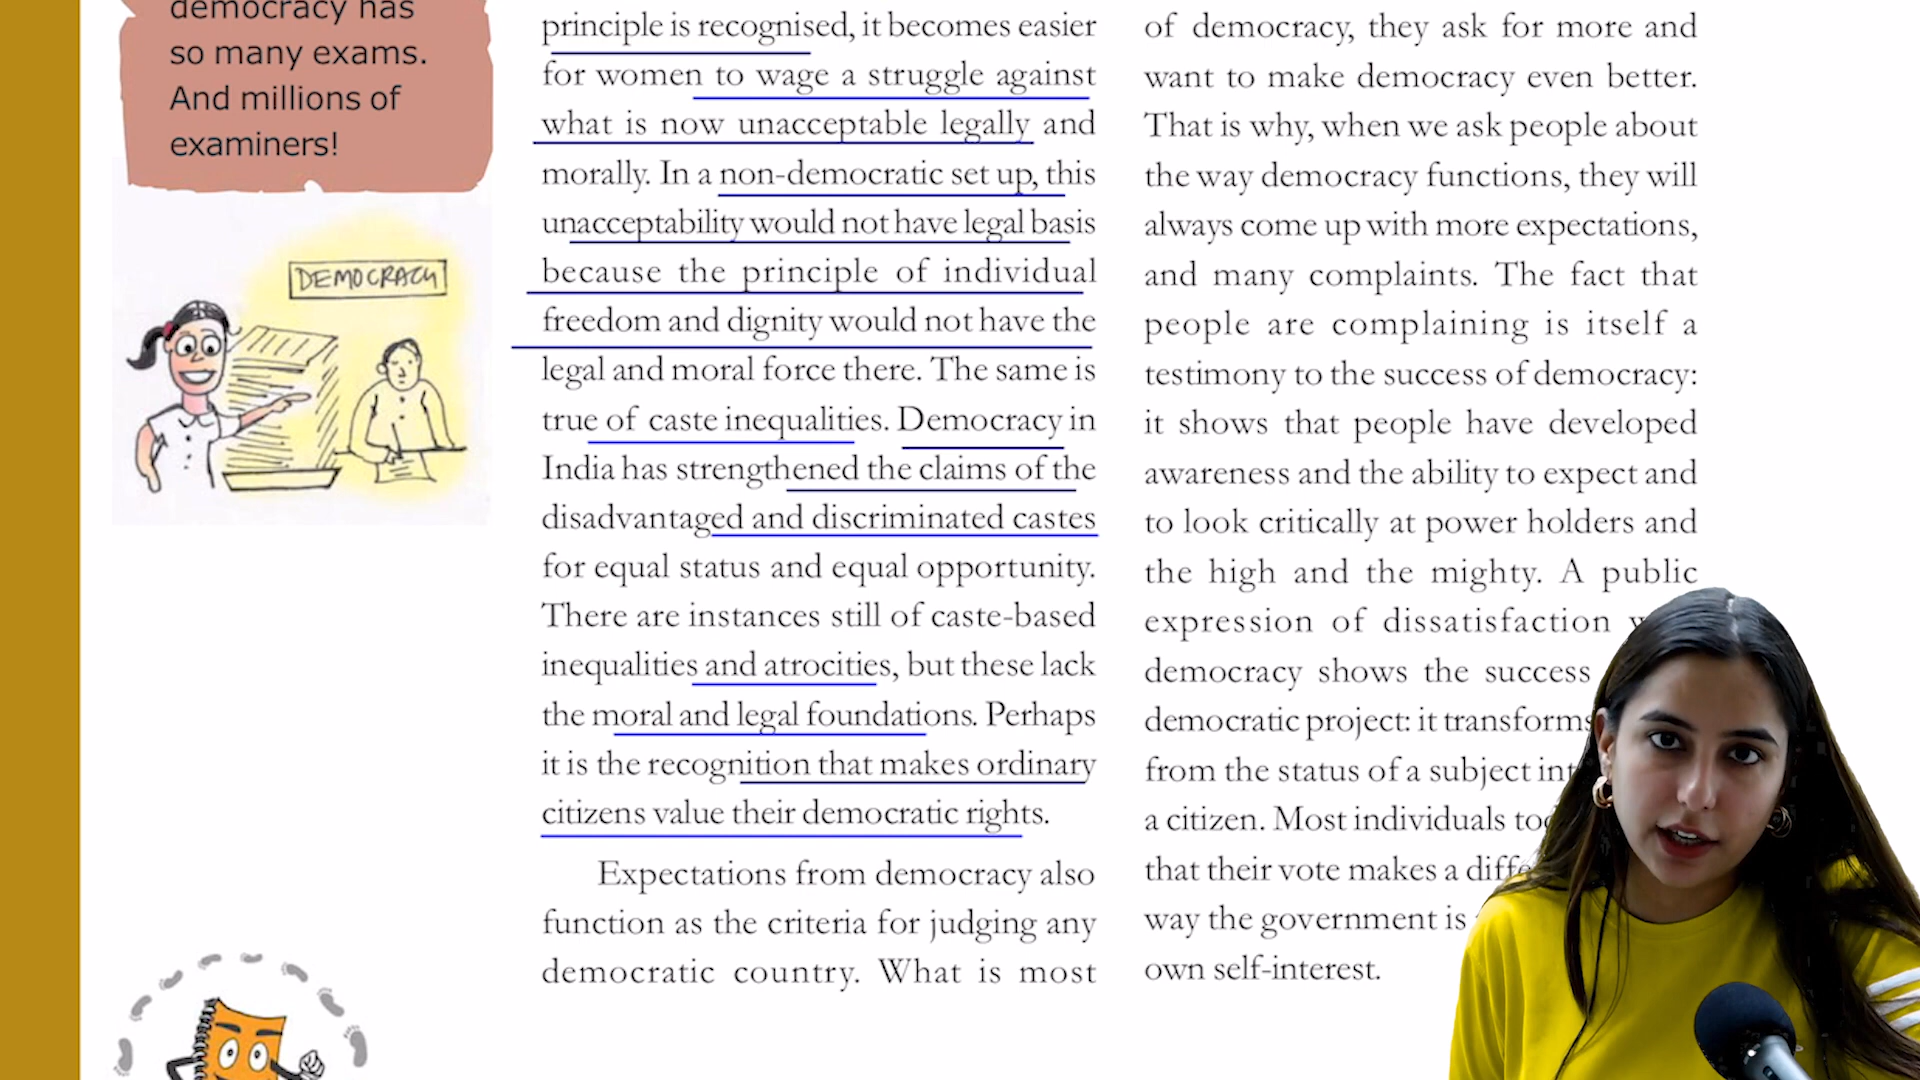 democracy has
so many exams.
And millions of
examiners!
DEMOCRACY
principle is recognised, it becomes easier
for women to wage a struggle against
what is now unacceptable legally and
morally. In a non-democratic set up, this
unacceptability would not have legal basis
because the principle of individual
freedom and dignity would not have the
legal and moral force there. The same is
true of caste inequalities. Democracy in
India has strengthened the claims of the
disadvantaged and discriminated castes
for equal status and equal opportunity.
There are instances still of caste-based
inequalities and atrocities, but these lack
the moral and legal foundations. Perhaps
it is the recognition that makes ordinary
citizens value their democratic rights.
Expectations from democracy also
function as the criteria for judging any
democratic country. What is most
of democracy, they ask for more and
want to make democracy even better.
That is why, when we ask people about
the way democracy functions, they will
always come up with more expectations,
and many complaints. The fact that
people are complaining is itself a
testimony to the success of democracy:
it shows that people have developed
awareness and the ability to expect and
to look critically at power holders and
the high and the mighty. A public
expression of dissatisfaction
democracy shows the success
democratic project: it transforms
from the status of a subject
a citizen. Most individuals
that their vote makes a
way the government is
own self-interest.